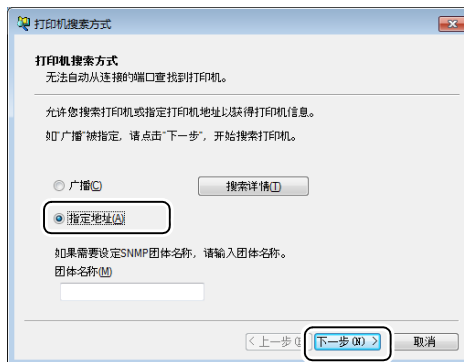 打印机搜索方式
打印机搜索方式
无法自动从连接的端口查找到打印机。
允许您搜索打印机或指定打印机地址以获得打印机信息。
如"广播"被指定，请点击"下一步"，开始搜索打印机。
广播(C)
搜索详情(T)
指定地址(A)
如果需要设定SNMP团体名称，请输入团体名称。
团体名称(M)
<上一步 下一步(N) > 取消